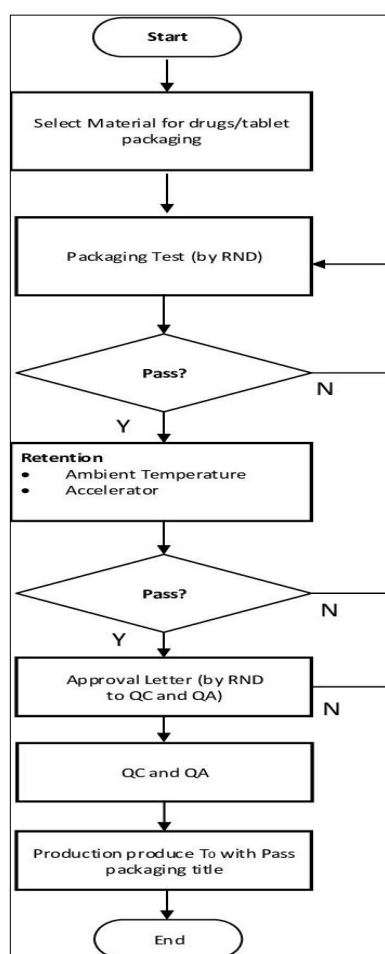 Start
Select Material for drugs/tablet
packaging
Packaging Test (by RND)
Pass?
N
Y
Retention
• Ambient Temperature
• Accelerator
Pass?
N
Y
Approval Letter (by RND
to QC and QA)
N
QC and QA
Production produce T0 with Pass
packaging title
End